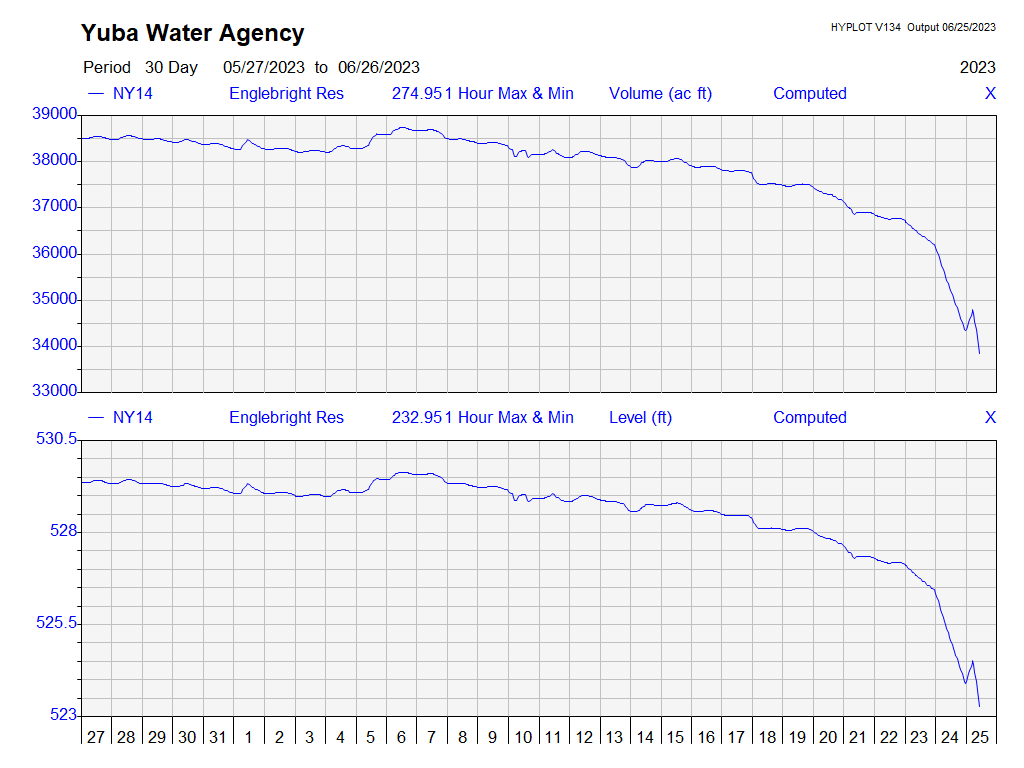 Yuba Water Agency
HYPLOT V134 Output 06/25/2023
Period 30 Day 05/27/2023 to 06/26/2023 2023
NY14 Englebright Res 274.951 Hour Max & Min Volume (ac ft) Computed X
39000
38000
37000
36000
35000
34000
33000
NY14 Englebright Res 232.951 Hour Max & Min Level (ft) Computed X
530.5
528
525.5
523
27 28 29 30 31 1 2 3 4 5 6 7 8 9 10 11 12 13 14 15 16 17 18 19 20 21 22 23 24 25